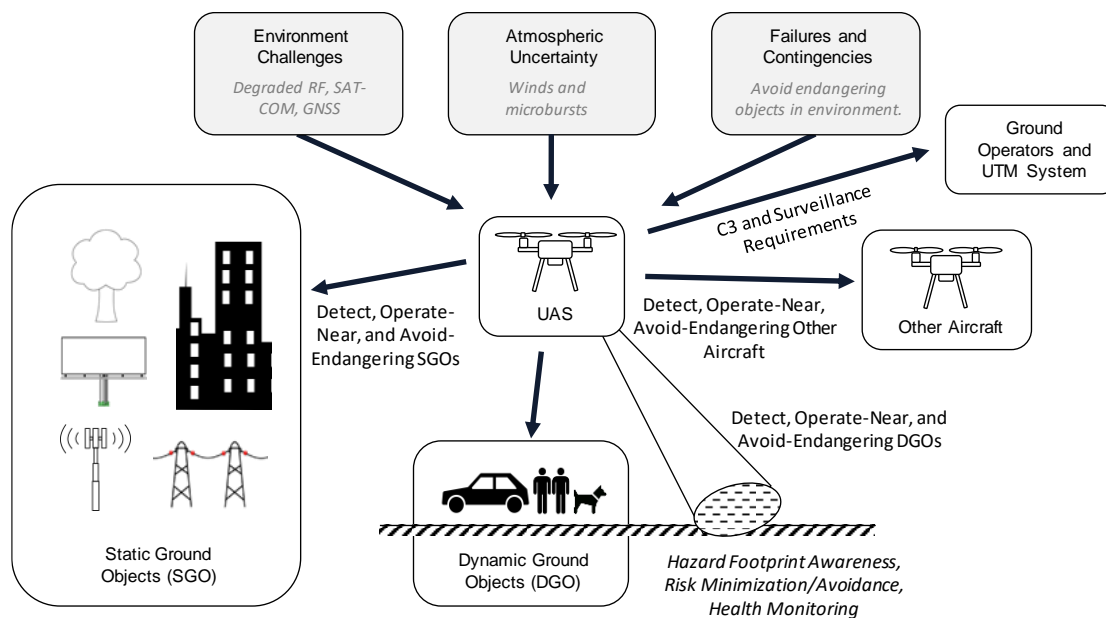 Environment
Challenges
Degraded RF, SAT-
COM, GNSS
Atmospheric
Uncertainty
Winds and
microbursts
Failures and
Contingencies
Avoid endangering
objects in environment.
Ground
Operators and
UTM System
C3 and Surveillance
Requirements
UAS
Other Aircraft
Detect, Operate-
Near, and Avoid-
Endangering SGOs
Detect, Operate-Near,
Avoid-Endangering Other
Aircraft
Detect, Operate-Near, and
Avoid-Endangering DGOs
Static Ground
Objects (SGO)
Dynamic Ground
Objects (DGO)
Hazard Footprint Awareness,
Risk Minimization/Avoidance,
Health Monitoring